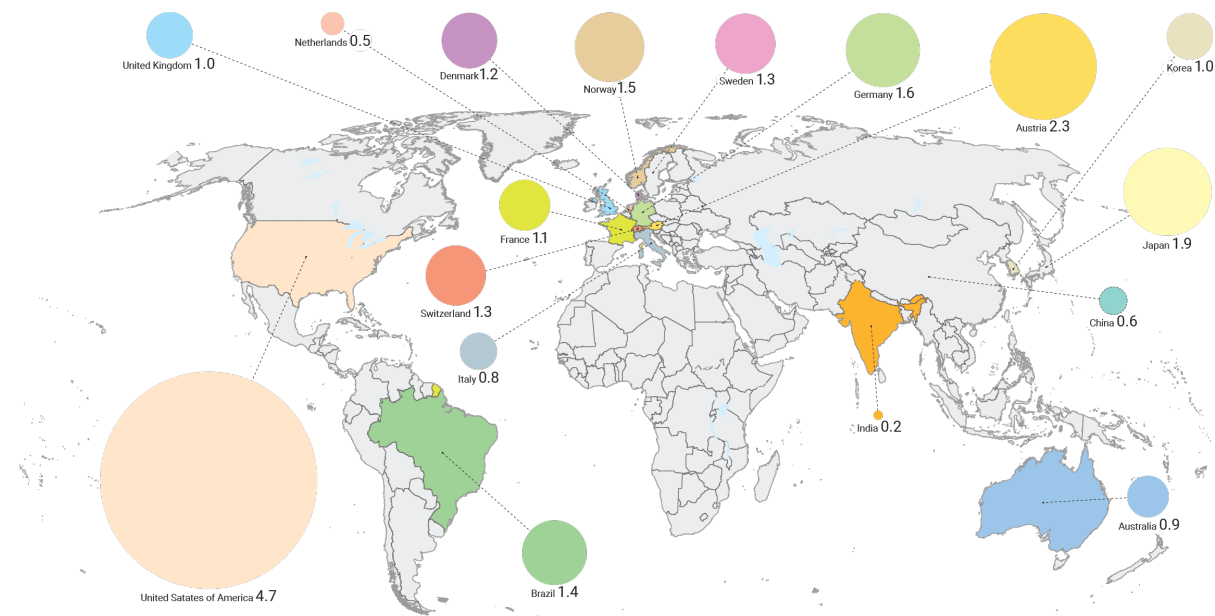 Netherlands 0.5
United Kingdom 1.0
Denmark 1.2
Norway 1.5
Sweden 1.3
Germany 1.6
Austria 2.3
Korea 1.0
France 1.1
Japan 1.9
Switzerland 1.3
China 0.6
Italy 0.8
India 0.2
Australia 0.9
United Satates of America 4.7
Brazil 1.4